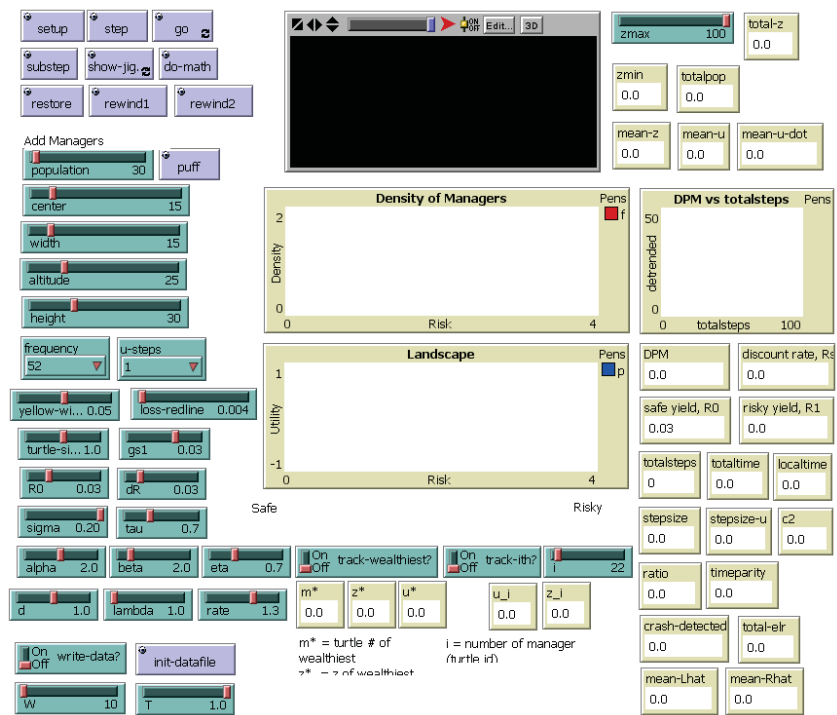 setup
step
go
substep
show-jig.
do-math
restore
rewind1
rewind2
ON
OFF
Edit...
3D
zmax 100
total-z
0.0
zmin
0.0
totalpop
0.0
mean-z
0.0
mean-u
0.0
mean-u-dot
0.0
Add Managers
population 30
puff
center 15
width 15
altitude 25
height 30
Density of Managers
Pens
f
2
Density
0
0 Risk 4
DPM vs totalsteps
Pens
50
detrended
0
0 totalsteps 100
frequency
52
u-steps
1
Landscape
Pens
p
1
Utility
-1
0 Risk 4
Safe Risky
DPM
0.0
discount rate, Rs
0.0
safe yield, R0
0.03
risky yield, R1
0.0
yellow-wi... 0.05
loss-redline 0.004
turtle-si... 1.0
gs1 0.03
R0 0.03
dR 0.03
sigma 0.20
tau 0.7
alpha 2.0
beta 2.0
eta 0.7
On
Off
track-wealthiest?
On
Off
track-ith?
i 22
totalsteps
0
totaltime
0.0
localtime
0.0
stepsize
0.0
stepsize-u
0.0
c2
0.0
d 1.0
lambda 1.0
rate 1.3
m*
0.0
z*
0.0
u*
0.0
u_i
0.0
z_i
0.0
ratio
0.0
timeparity
0.0
On
Off
write-data?
init-datafile
m* = turtle # of
wealthiest
z* = z of wealthiest
i = number of manager
(turtle id)
crash-detected
0.0
total-elr
0.0
W 10
T 1.0
mean-Lhat
0.0
mean-Rhat
0.0